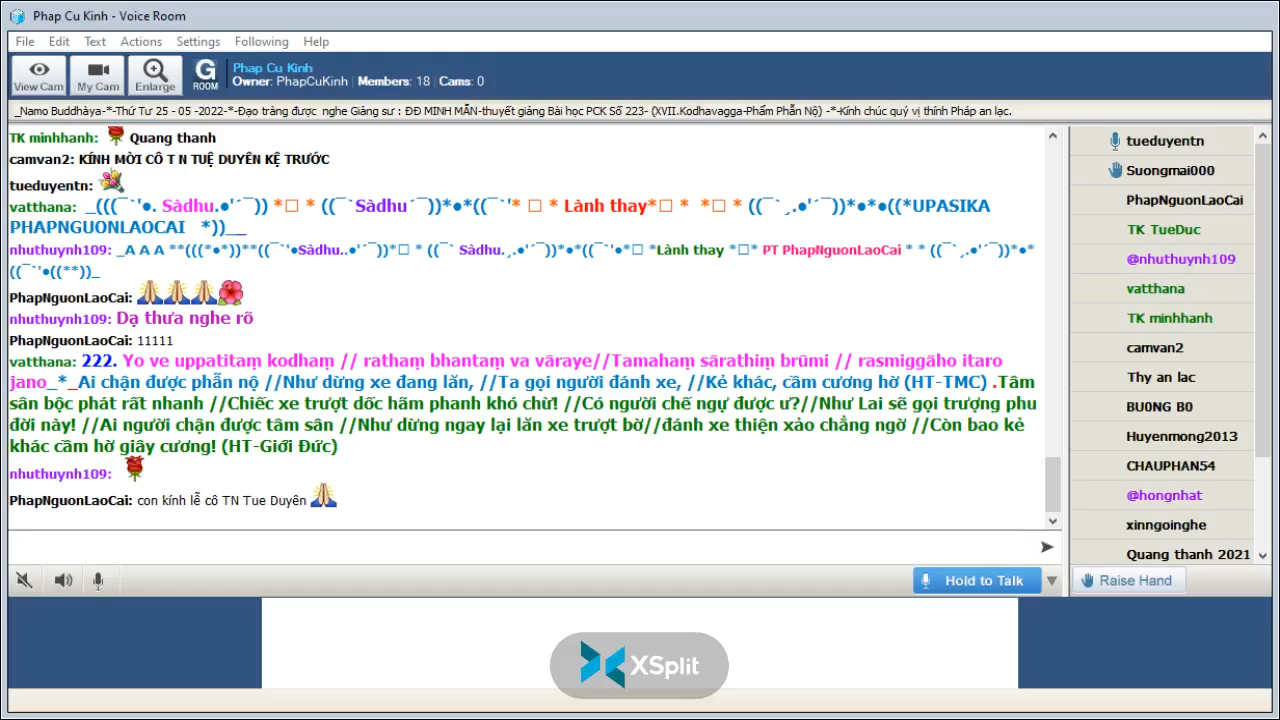 Phap Cu Kinh - Voice Room
File Edit Text Actions Settings Following Help
View Cam My Cam Enlarge G ROOM
Phap Cu Kinh
Owner: PhapCuKinh | Members: 18 | Cams: 0
_Namo Buddhàya-*-Thứ Tư 25 - 05 -2022-*-Đạo tràng được nghe Giảng sư : ĐĐ MINH MẪN-thuyết giảng Bài học PCK Số 223- (XVII.Kodhavagga-Phẩm Phẫn Nộ) -*-Kính chúc quý vị thính Pháp an lạc.
TK minhhanh: Quang thanh
camvan2: KÍNH MỜI CÔ T N TUỆ DUYÊN KỆ TRƯỚC
tueduyentn:
vatthana: _(((¯`'•. Sàdhu.•'´¯)) *□ * ((¯`Sàdhu´¯))*•*((¯`'* □ * Lành thay*□ * *□ * ((¯`¸.•'´¯))*•*•((*UPASIKA
PHAPNGUONLAOCAI *))__
nhuthuynh109: _A A A **(((*•*))**((¯`'•Sàdhu..•'´¯))*□ * ((¯` Sàdhu.¸.•'´¯))*•*((¯`'•*□ *Lành thay *□* PT PhapNguonLaoCai * * ((¯`¸.•'´¯))*•*
((¯`'•((**))_
PhapNguonLaoCai:
nhuthuynh109: Dạ thưa nghe rõ
PhapNguonLaoCai: 11111
vatthana: 222. Yo ve uppatitaṃ kodhaṃ // rathaṃ bhantaṃ va vāraye//Tamahaṃ sārathiṃ brūmi // rasmiggāho itaro
jano_*_Ai chận được phẫn nộ //Như dừng xe đang lăn, //Ta gọi người đánh xe, //Kẻ khác, cầm cương hờ (HT-TMC) .Tâm
sân bộc phát rất nhanh //Chiếc xe trượt dốc hãm phanh khó chừ! //Có người chế ngự được ư?//Như Lai sẽ gọi trượng phu
đời này! //Ai người chận được tâm sân //Như dừng ngay lại lăn xe trượt bờ//đánh xe thiện xảo chẳng ngờ //Còn bao kẻ
khác cầm hờ giây cương! (HT-Giới Đức)
nhuthuynh109:
PhapNguonLaoCai: con kính lễ cô TN Tue Duyên
tueduyentn
Suongmai000
PhapNguonLaoCai
TK TueDuc
@nhuthuynh109
vatthana
TK minhhanh
camvan2
Thy an lac
BU0NG B0
Huyenmong2013
CHAUPHAN54
@hongnhat
xinngoinghe
Quang thanh 2021
Hold to Talk
Raise Hand
XSplit